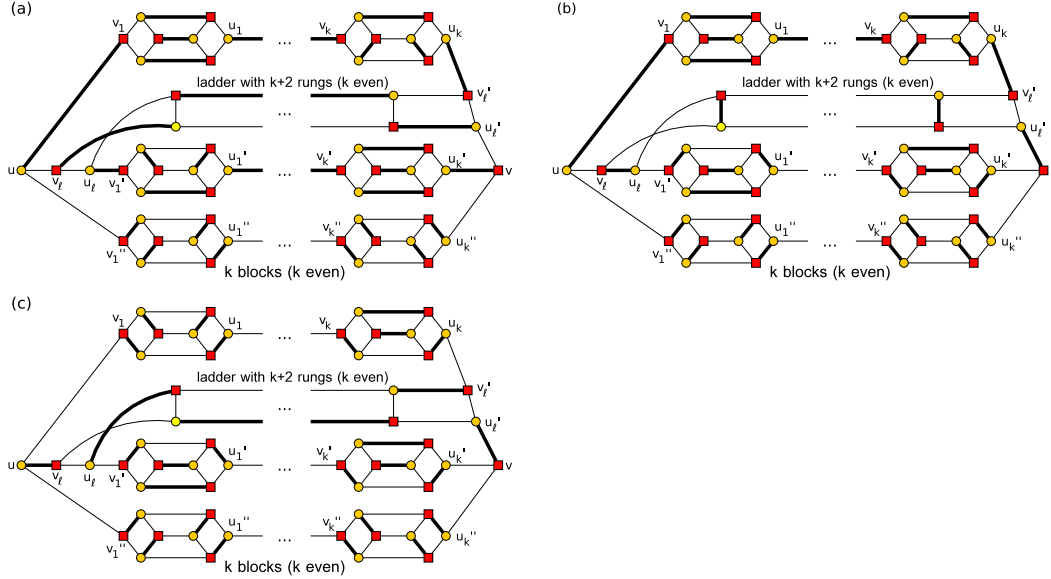 (a)
v1 u1 ... vk uk
ladder with k+2 rungs (k even)
... vℓ'
... uℓ'
u vℓ uℓ v1' u1' ... vk' uk' v
v1'' u1'' ... vk'' uk''
k blocks (k even)
(b)
v1 u1 ... vk uk
ladder with k+2 rungs (k even)
... vℓ'
uℓ'
u vℓ uℓ v1' u1' ... vk' uk'
v1'' u1'' ... vk'' uk''
k blocks (k even)
(c)
v1 u1 ... vk uk
ladder with k+2 rungs (k even)
... vℓ'
uℓ'
u vℓ uℓ v1' u1' ... vk' uk' v
v1'' u1'' ... vk'' uk''
k blocks (k even)